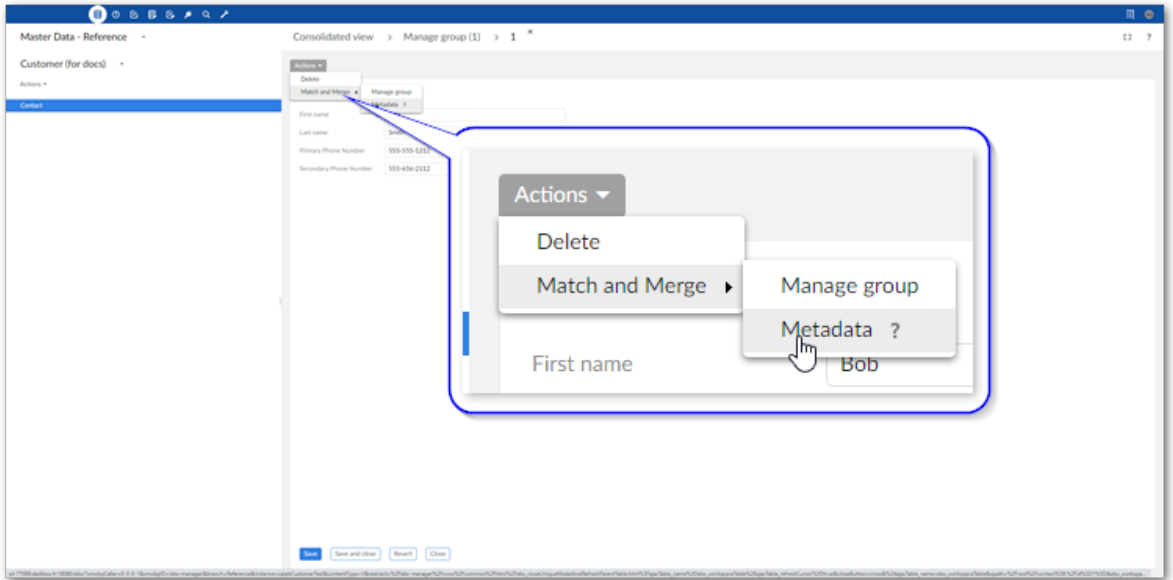 Master Data - Reference
Consolidated view > Manage group (1) > 1 ×
?
Customer (for docs)
Actions
Actions
Delete
Match and Merge
Manage group
Metadata ?
Contact
First name
Last name
Smith
Primary Phone Number
555-555-1212
Secondary Phone Number
555-656-2112
Actions
Delete
Match and Merge
Manage group
Metadata ?
First name
Bob
Save
Save and close
Revert
Close